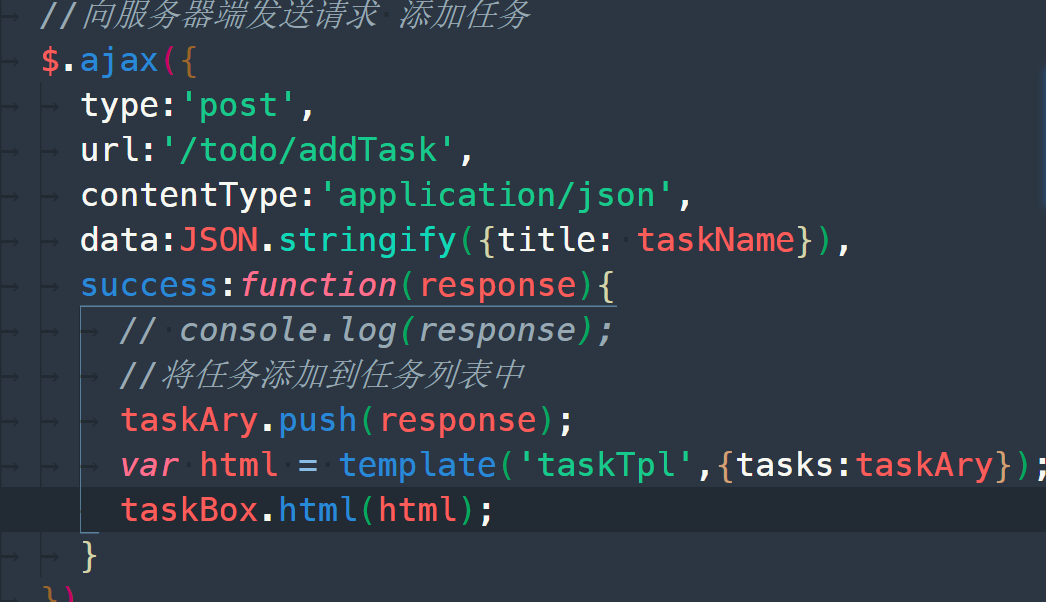 //向服务器端发送请求 添加任务
$.ajax({
type:'post',
url:'/todo/addTask',
contentType:'application/json',
data:JSON.stringify({title: taskName}),
success:function(response){
// console.log(response);
//将任务添加到任务列表中
taskAry.push(response);
var html = template('taskTpl',{tasks:taskAry});
taskBox.html(html);
}
})